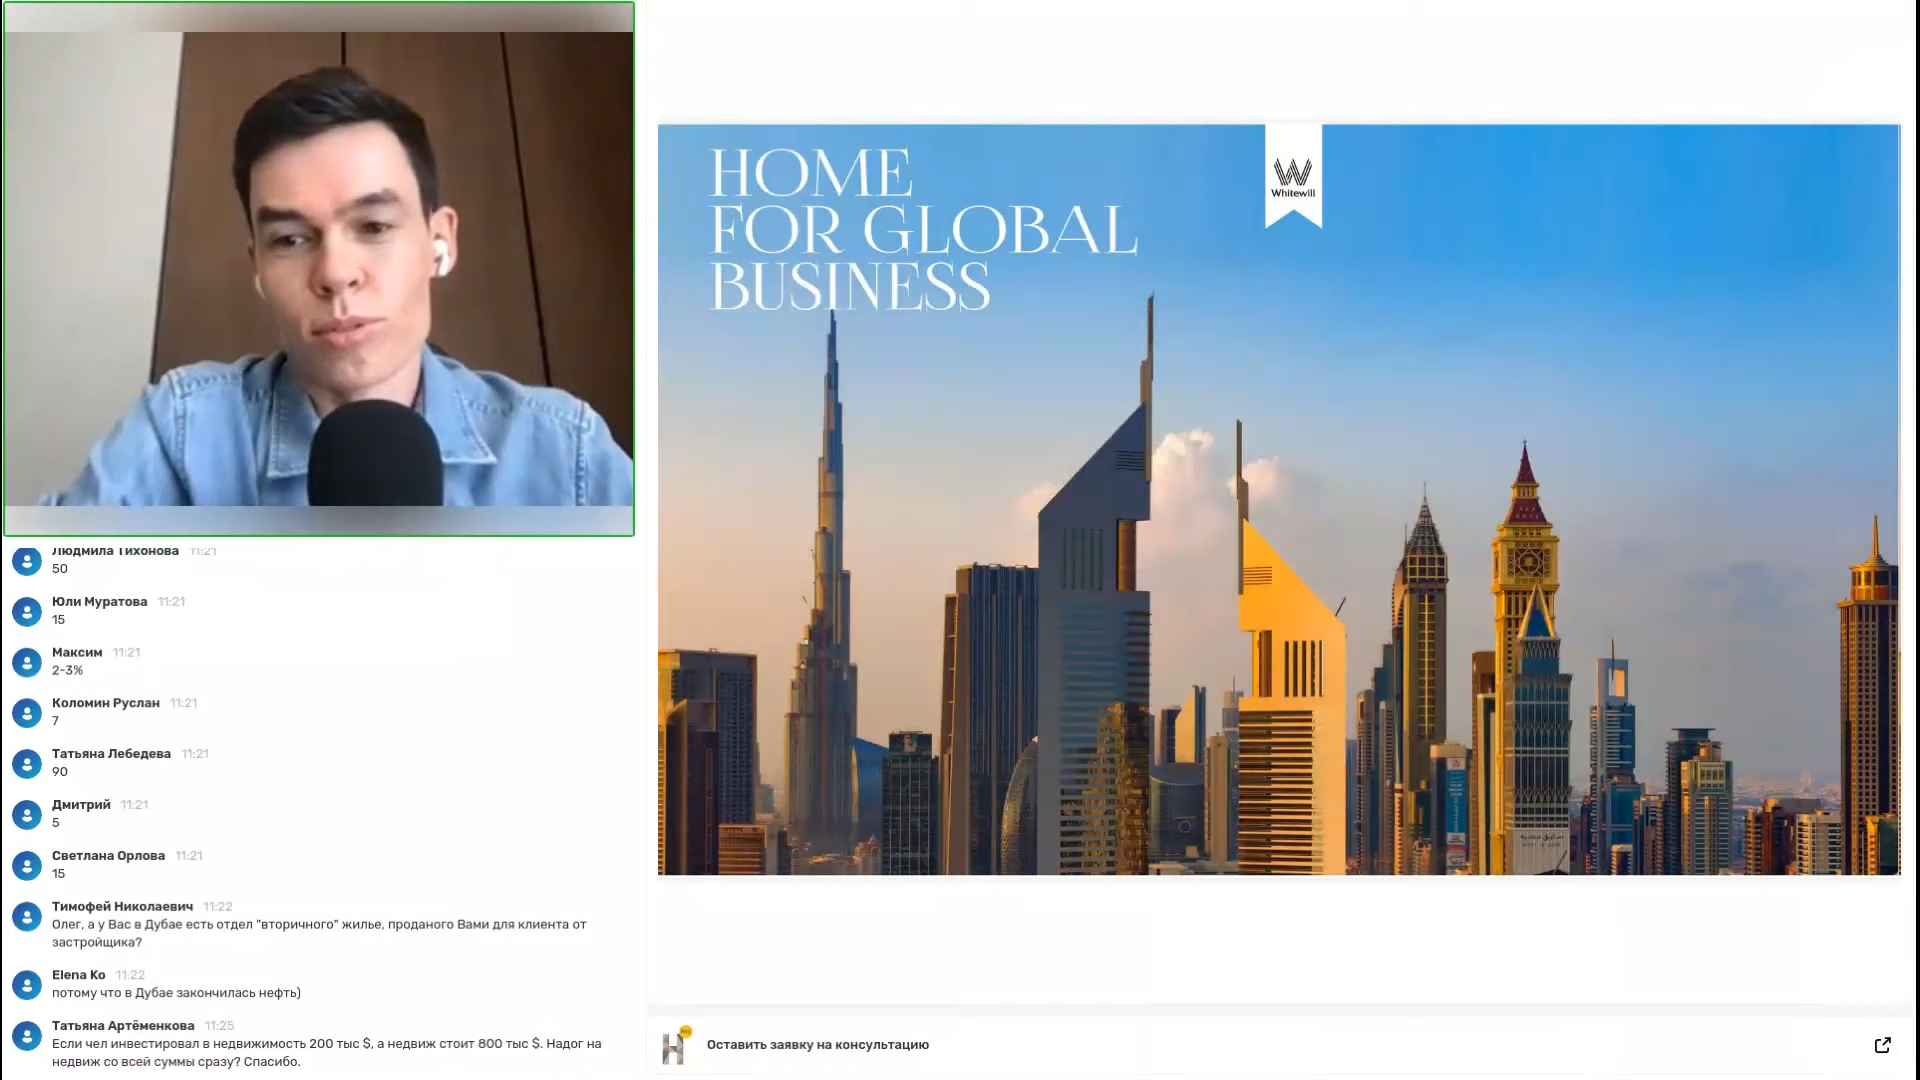 HOME
FOR GLOBAL
BUSINESS
Whitewill
Людмила Тихонова 11:21
50
Юли Муратова 11:21
15
Максим 11:21
2-3%
Коломин Руслан 11:21
7
Татьяна Лебедева 11:21
90
Дмитрий 11:21
5
Светлана Орлова 11:21
15
Тимофей Николаевич 11:22
Олег, а у Вас в Дубае есть отдел "вторичного" жилье, проданого Вами для клиента от
застройщика?
Elena Ko 11:22
потому что в Дубае закончилась нефть)
Татьяна Артёменкова 11:25
Если чел инвестировал в недвижимость 200 тыс $, а недвиж стоит 800 тыс $. Надог на
недвиж со всей суммы сразу? Спасибо.
PRO
H
Оставить заявку на консультацию